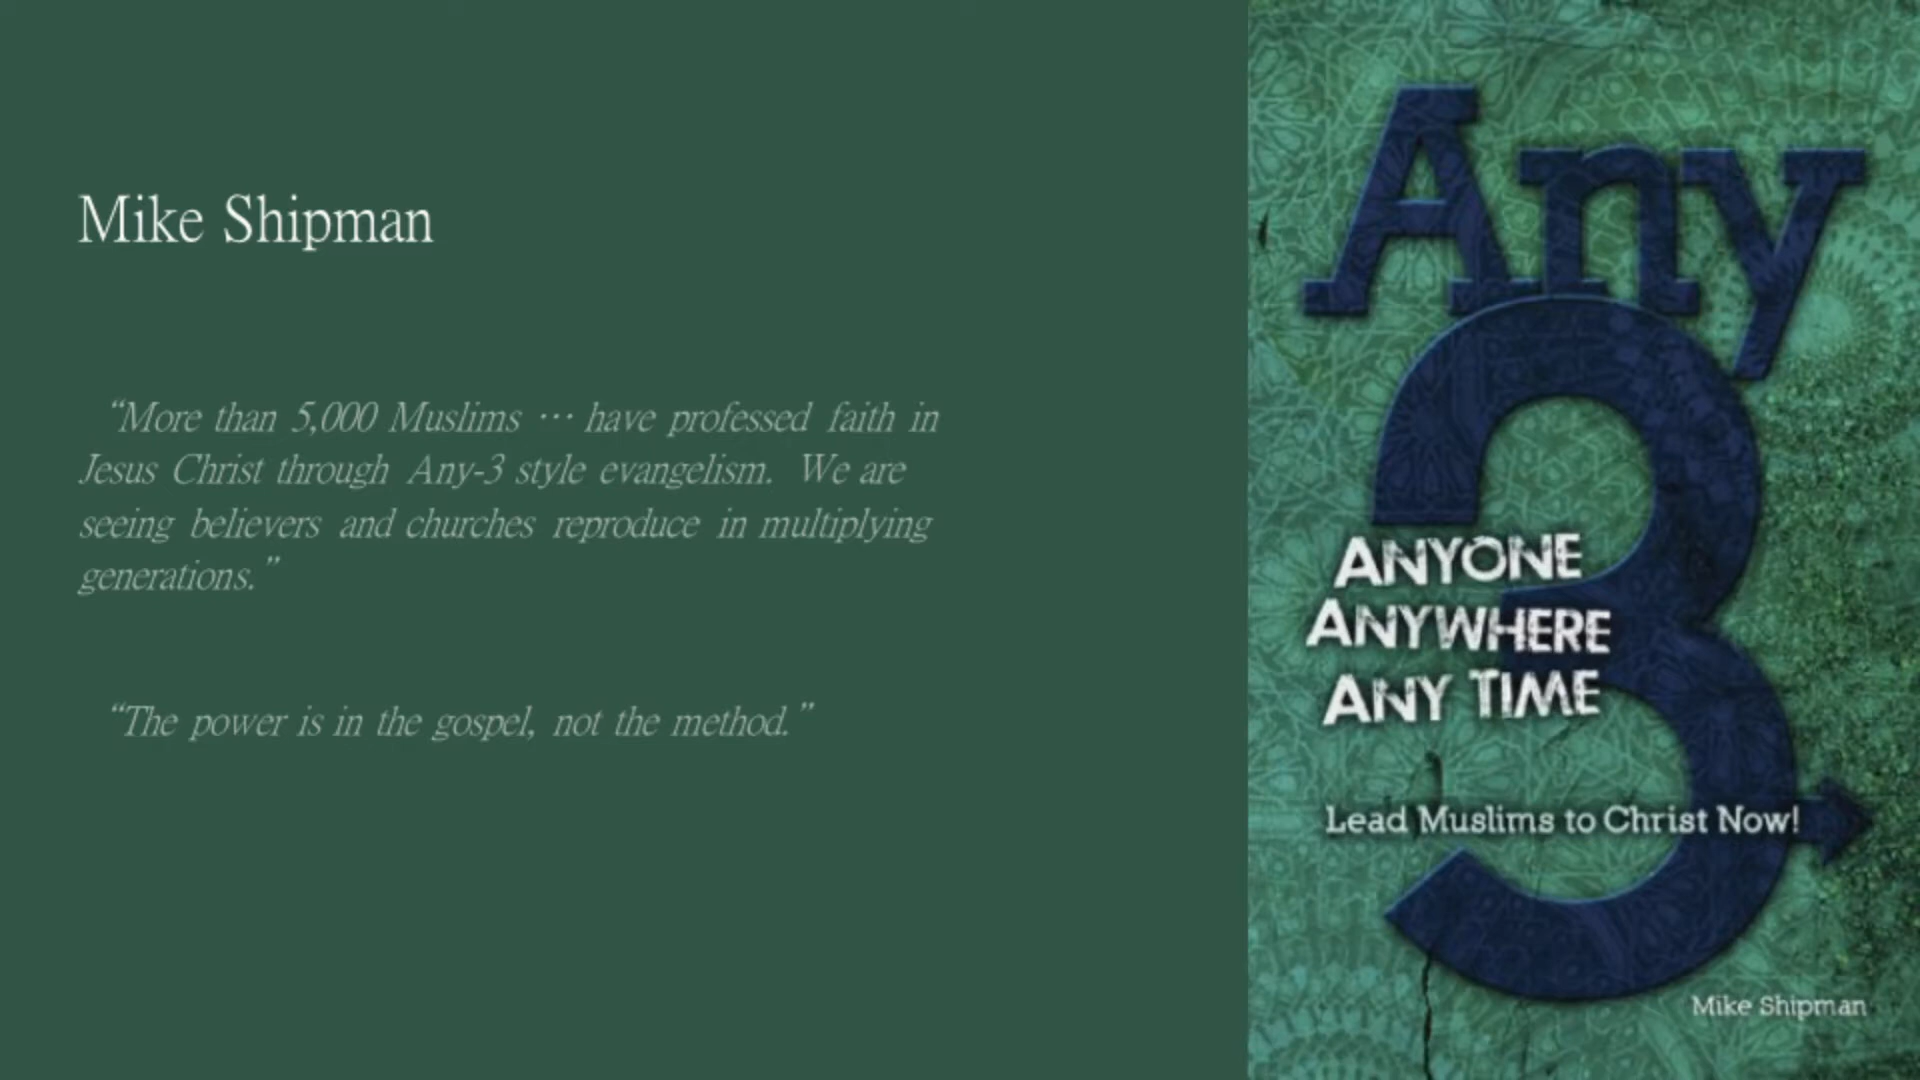 Mike Shipman
“More than 5,000 Muslims … have professed faith in
Jesus Christ through Any-3 style evangelism. We are
seeing believers and churches reproduce in multiplying
generations.”
“The power is in the gospel, not the method.”
Any
3
ANYONE
ANYWHERE
ANY TIME
Lead Muslims to Christ Now!
Mike Shipman